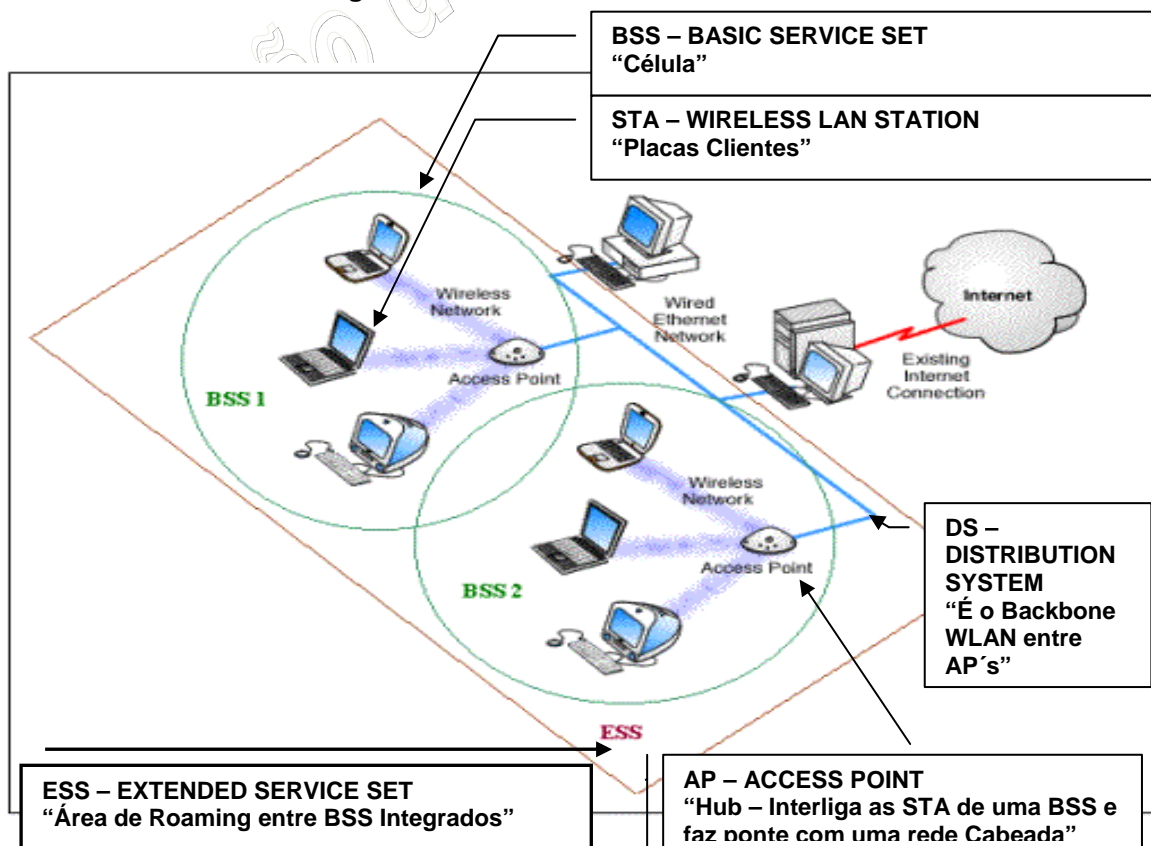 BSS – BASIC SERVICE SET
“Célula”
STA – WIRELESS LAN STATION
“Placas Clientes”
Wireless
Network
Access Point
BSS 1
Wired
Ethernet
Network
Internet
Existing
Internet
Connection
Wireless
Network
Access Point
BSS 2
DS –
DISTRIBUTION
SYSTEM
“É o Backbone
WLAN entre
AP´s”
ESS
ESS – EXTENDED SERVICE SET
“Área de Roaming entre BSS Integrados”
AP – ACCESS POINT
“Hub – Interliga as STA de uma BSS e
faz ponte com uma rede Cabeada”